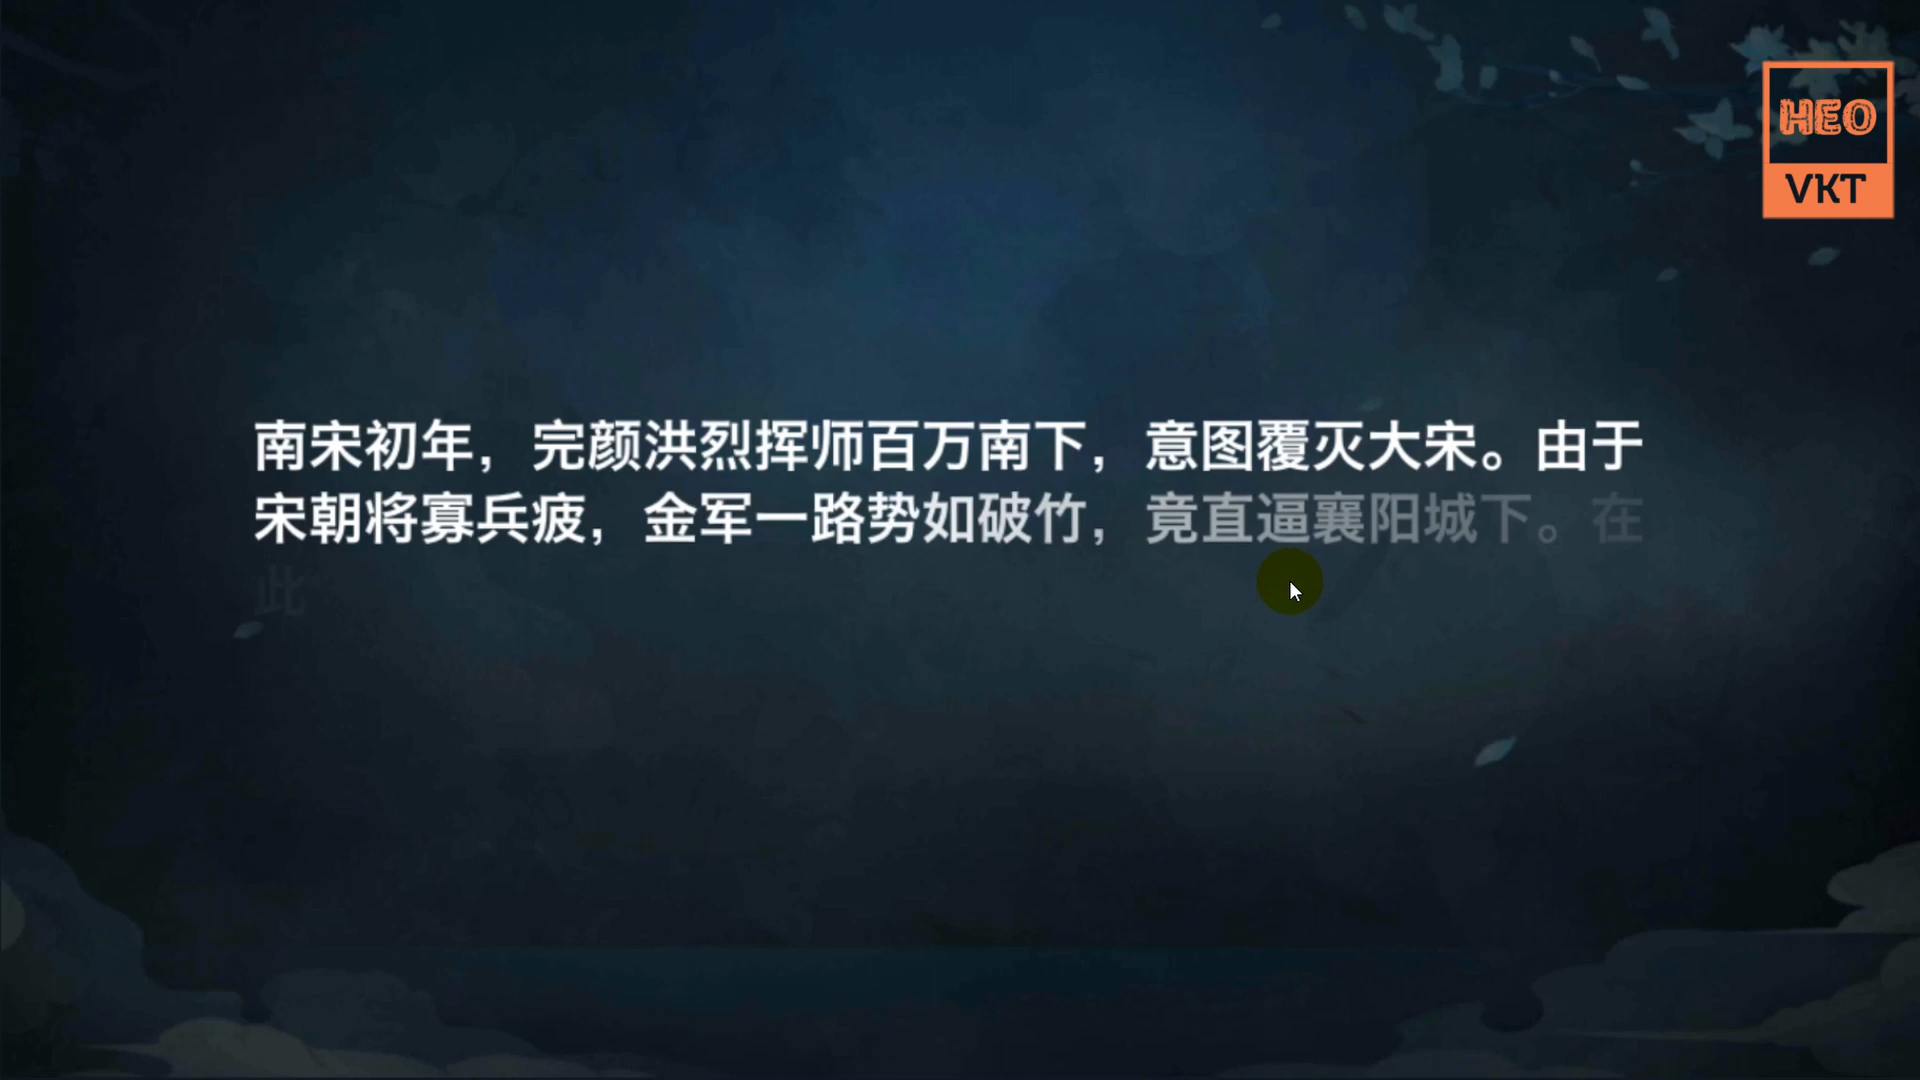 HEO
VKT
南宋初年，完颜洪烈挥师百万南下，意图覆灭大宋。由于
宋朝将寡兵疲，金军一路势如破竹，竟直逼襄阳城下。在
此